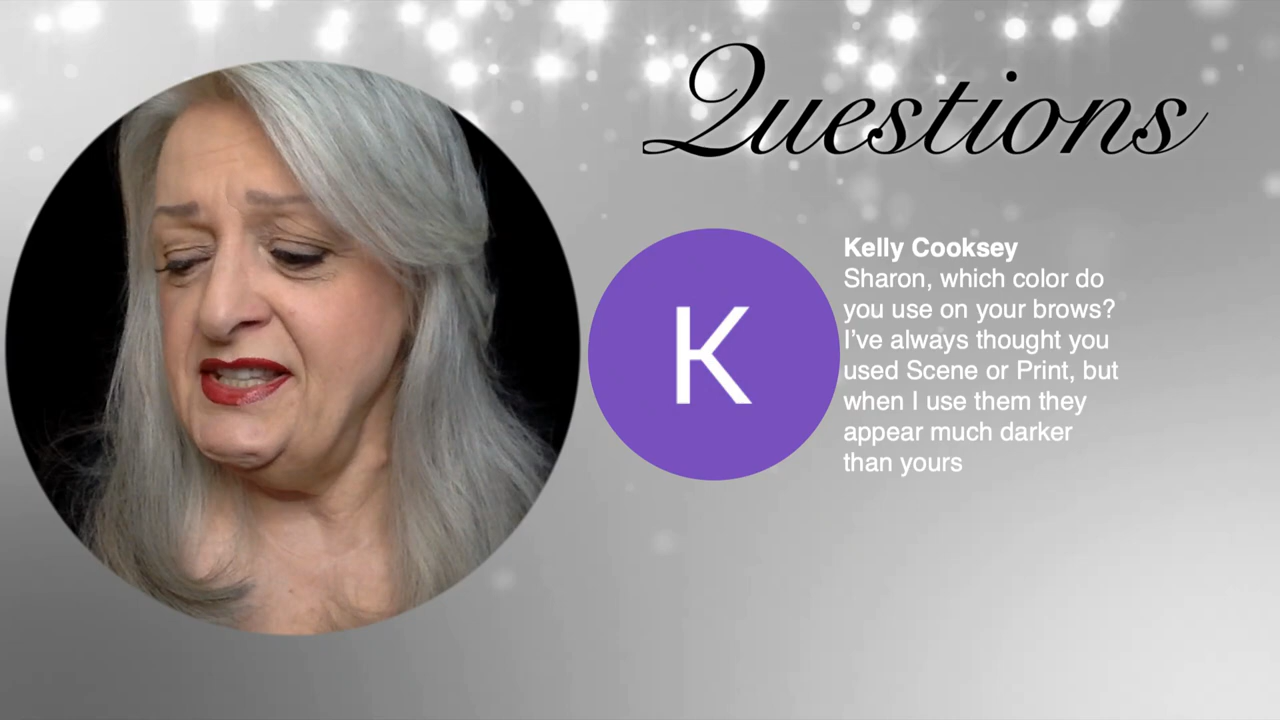 Questions
K
Kelly Cooksey
Sharon, which color do
you use on your brows?
I’ve always thought you
used Scene or Print, but
when I use them they
appear much darker
than yours